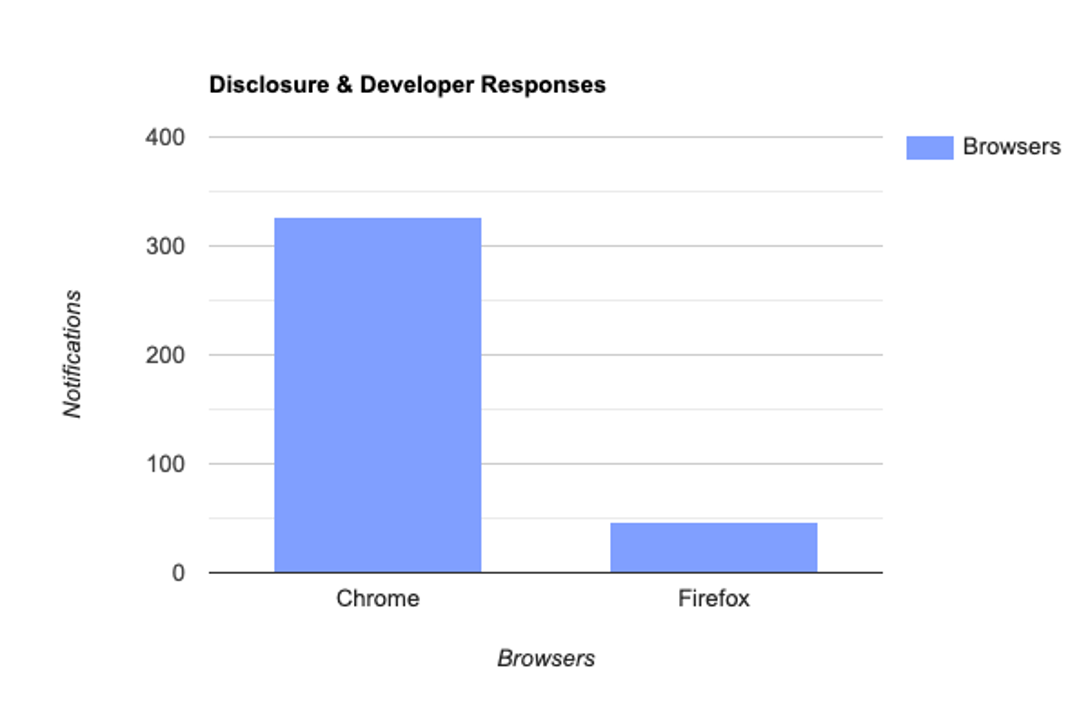 Disclosure & Developer Responses
400
Browsers
300
200
100
0
Notifications
Chrome
Firefox
Browsers